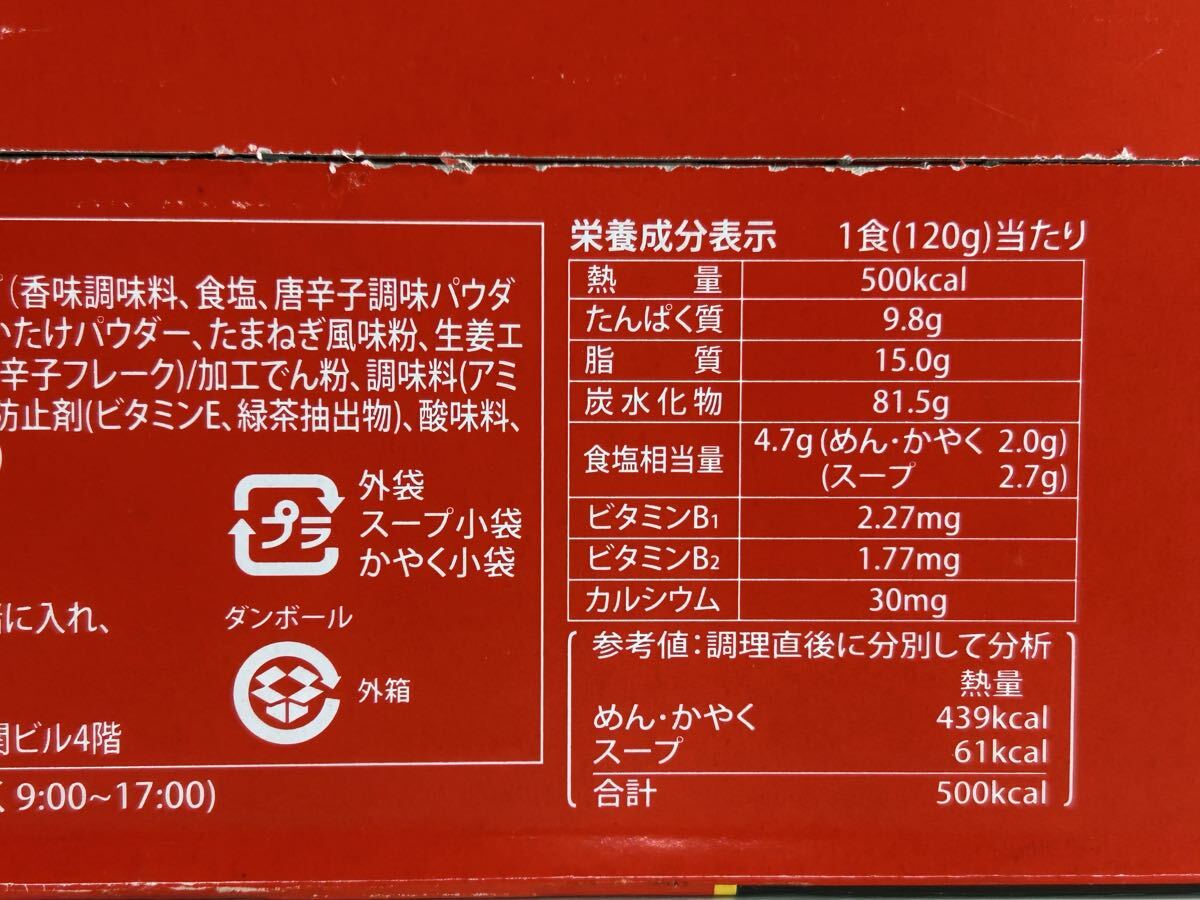 (香味調味料、食塩、唐辛子調味パウダ
いたけパウダー、たまねぎ風味粉、生姜エ
辛子フレーク)/加工でん粉、調味料(アミ
防止剤(ビタミンE、緑茶抽出物)、酸味料、
)
プラ
外袋
スープ小袋
かやく小袋
に入れ、
ダンボール
外箱
ビル4階
9:00~17:00)
栄養成分表示 1食(120g)当たり
熱量 500kcal
たんぱく質 9.8g
脂質 15.0g
炭水化物 81.5g
食塩相当量 4.7g (めん・かやく 2.0g)
(スープ 2.7g)
ビタミンB1 2.27mg
ビタミンB2 1.77mg
カルシウム 30mg
参考値:調理直後に分別して分析
熱量
めん・かやく 439kcal
スープ 61kcal
合計 500kcal